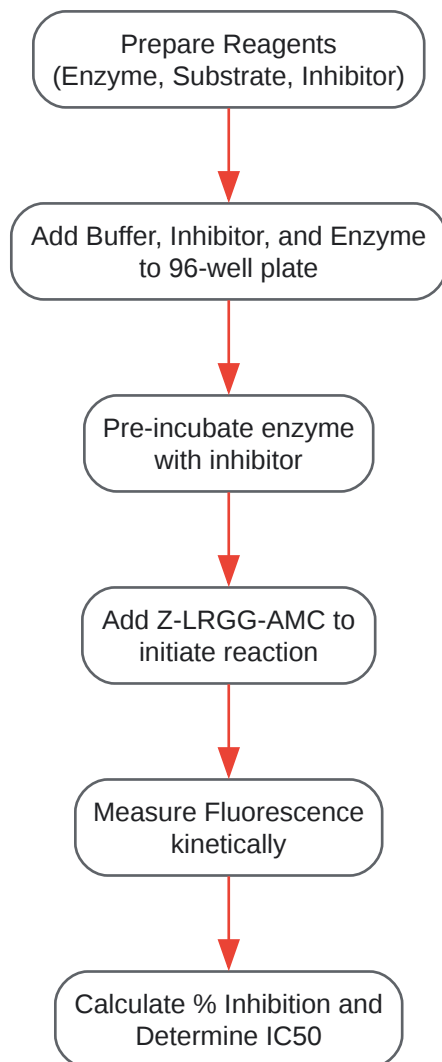 Prepare Reagents
(Enzyme, Substrate, Inhibitor)
Add Buffer, Inhibitor, and Enzyme
to 96-well plate
Pre-incubate enzyme
with inhibitor
Add Z-LRGG-AMC to
initiate reaction
Measure Fluorescence
kinetically
Calculate % Inhibition and
Determine IC50